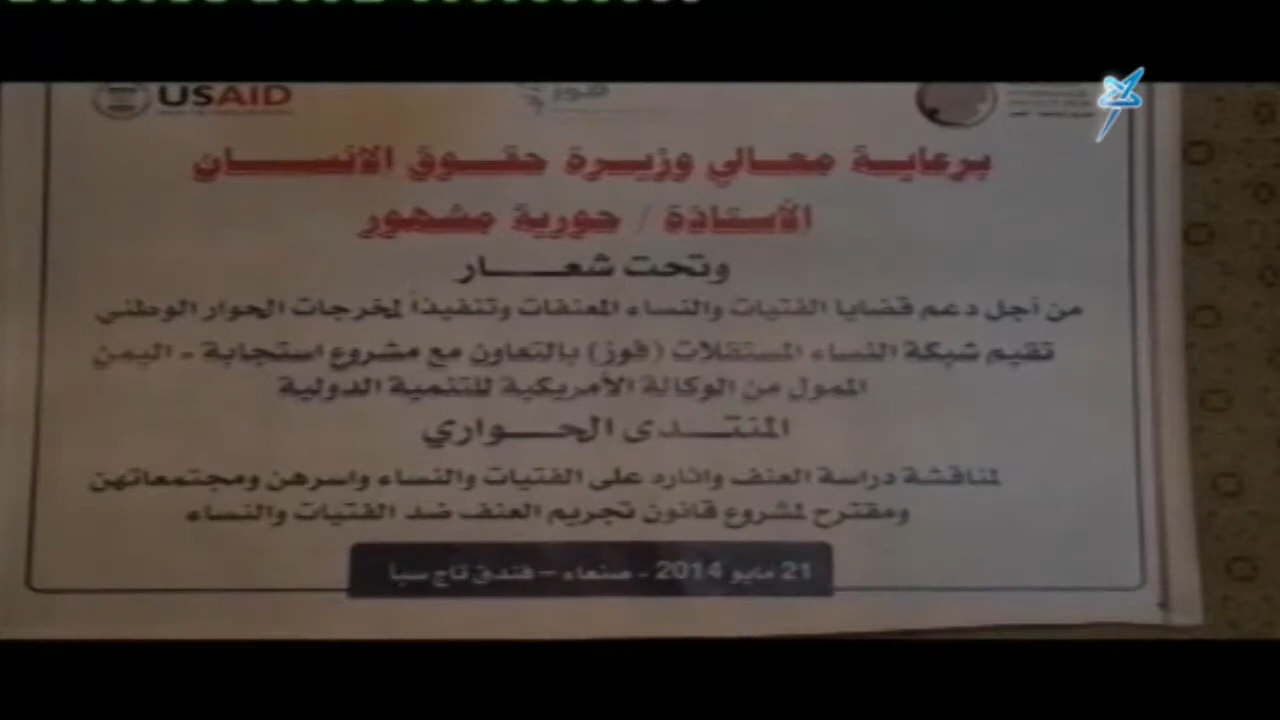 USAID
فوز
برعاية معالي وزيرة حقوق الانسان
الأستاذة / حورية مشهور
وتحت شعار
من أجل دعم قضايا الفتيات والنساء المعنفات وتنفيذاً لمخرجات الحوار الوطني
تقيم شبكة النساء المستقلات (فوز) بالتعاون مع مشروع استجابة - اليمن
الممول من الوكالة الأمريكية للتنمية الدولية
المنتدى الحواري
لمناقشة دراسة العنف واثاره على الفتيات والنساء واسرهن ومجتمعاتهن
ومقترح لمشروع قانون تجريم العنف ضد الفتيات والنساء
21 مايو 2014 - صنعاء – فندق تاج سبأ